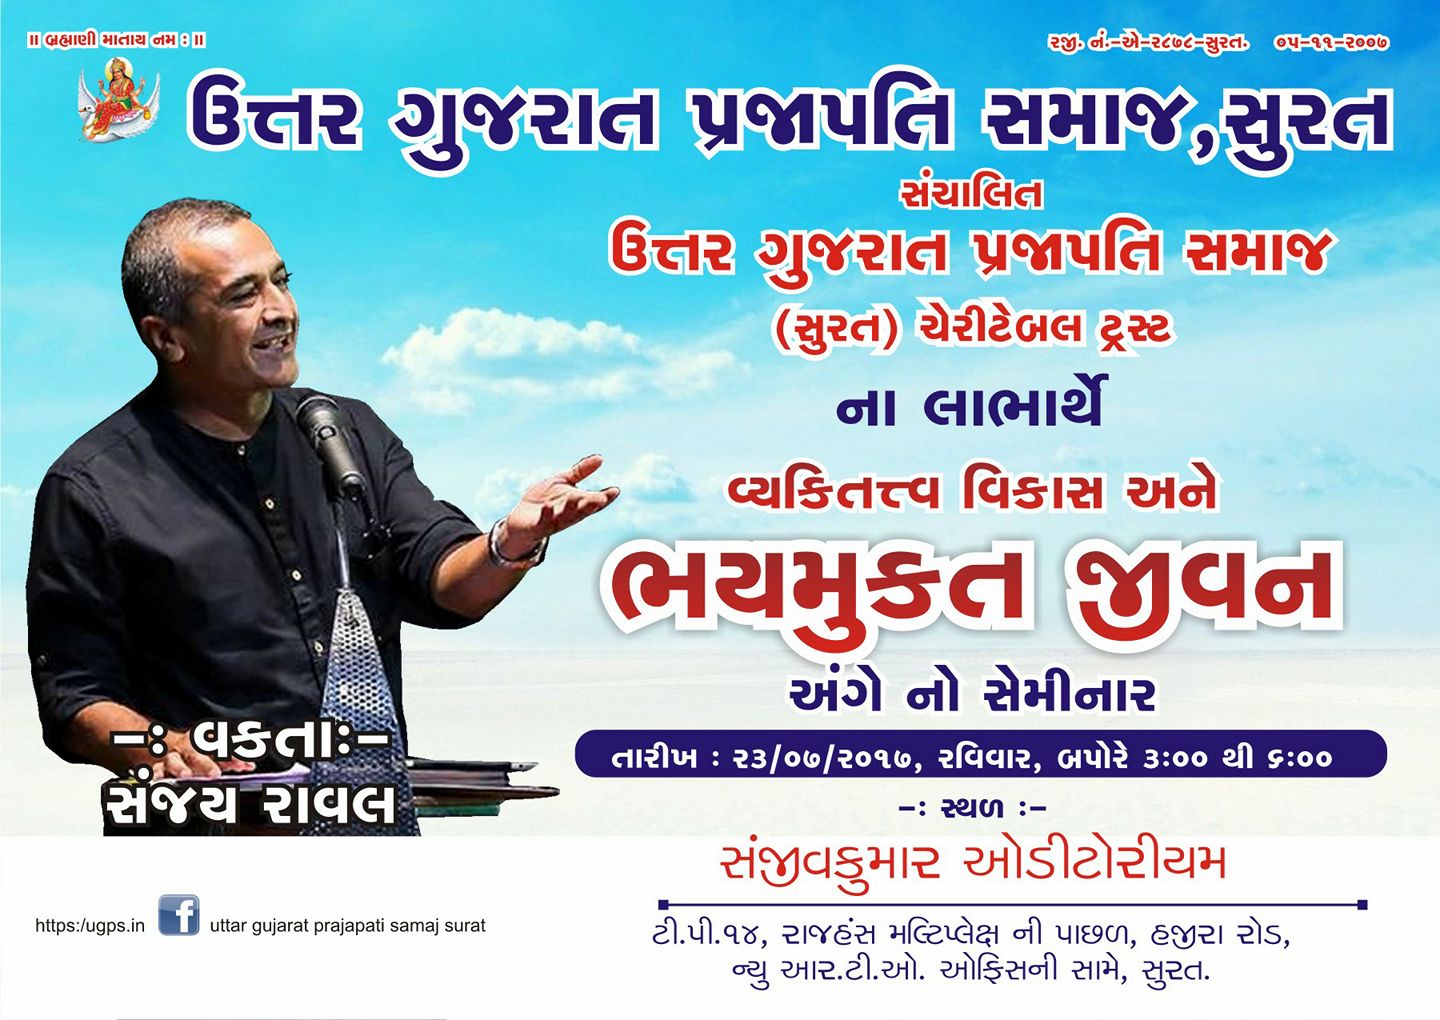 ॥ બ્રહ્માણી માતાય નમ : ॥
રજી. નં.-એ-૨૮૭૮-સુરત. ૦૫-૧૧-૨૦૦૭
ઉત્તર ગુજરાત પ્રજાપતિ સમાજ,સુરત
સંચાલિત
ઉત્તર ગુજરાત પ્રજાપતિ સમાજ
(સુરત) ચેરીટેબલ ટ્રસ્ટ
ના લાભાર્થે
વ્યકિતત્ત્વ વિકાસ અને
ભયમુકત જીવન
અંગે નો સેમીનાર
તારીખ : ૨૩/૦૭/૨૦૧૭, રવિવાર, બપોરે ૩:૦૦ થી ૬:૦૦
-: વકતા:-
સંજય રાવલ
-: સ્થળ :-
સંજીવકુમાર ઓડીટોરીયમ
ટી.પી.૧૪, રાજહંસ મલ્ટિપ્લેક્ષ ની પાછળ, હજીરા રોડ,
ન્યુ આર.ટી.ઓ. ઓફિસની સામે, સુરત.
https:/ugps.in f uttar gujarat prajapati samaj surat